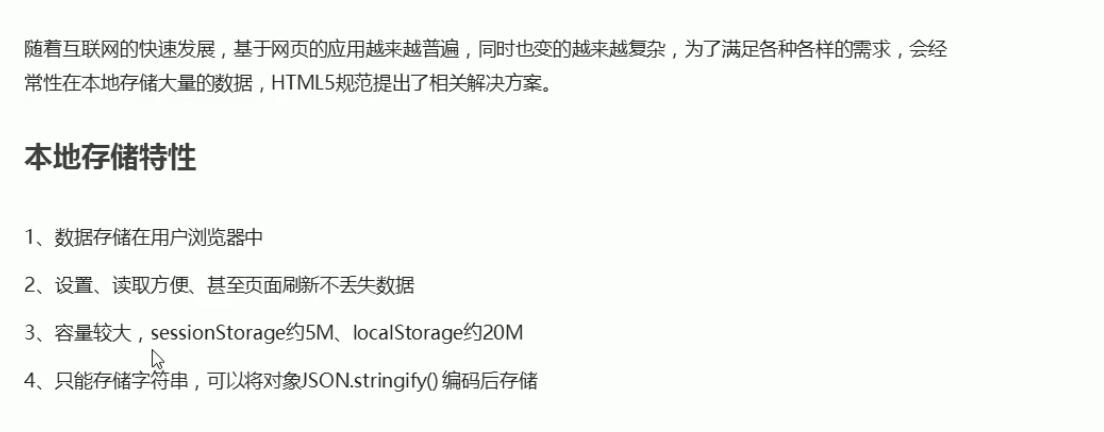 随着互联网的快速发展，基于网页的应用越来越普遍，同时也变的越来越复杂，为了满足各种各样的需求，会经
常性在本地存储大量的数据，HTML5规范提出了相关解决方案。
本地存储特性
1、数据存储在用户浏览器中
2、设置、读取方便、甚至页面刷新不丢失数据
3、容量较大，sessionStorage约5M、localStorage约20M
4、只能存储字符串，可以将对象JSON.stringify() 编码后存储